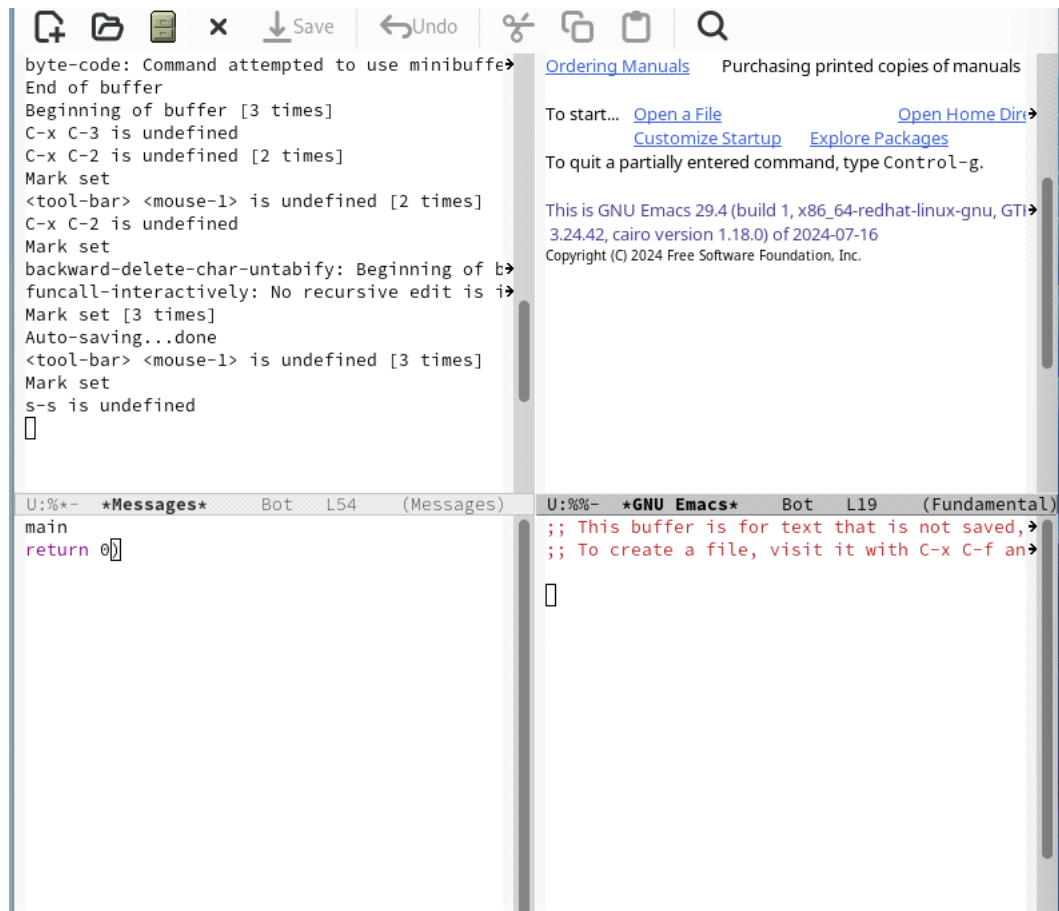 Save Undo
byte-code: Command attempted to use minibuffe
End of buffer
Beginning of buffer [3 times]
C-x C-3 is undefined
C-x C-2 is undefined [2 times]
Mark set
<tool-bar> <mouse-1> is undefined [2 times]
C-x C-2 is undefined
Mark set
backward-delete-char-untabify: Beginning of b
funcall-interactively: No recursive edit is i
Mark set [3 times]
Auto-saving...done
<tool-bar> <mouse-1> is undefined [3 times]
Mark set
s-s is undefined
U:%*- *Messages* Bot L54 (Messages)
Ordering Manuals Purchasing printed copies of manuals
To start... Open a File Open Home Dire
Customize Startup Explore Packages
To quit a partially entered command, type Control-g.
This is GNU Emacs 29.4 (build 1, x86_64-redhat-linux-gnu, GTK
3.24.42, cairo version 1.18.0) of 2024-07-16
Copyright (C) 2024 Free Software Foundation, Inc.
U:%%- *GNU Emacs* Bot L19 (Fundamental)
main
return 0)
;; This buffer is for text that is not saved,
;; To create a file, visit it with C-x C-f an